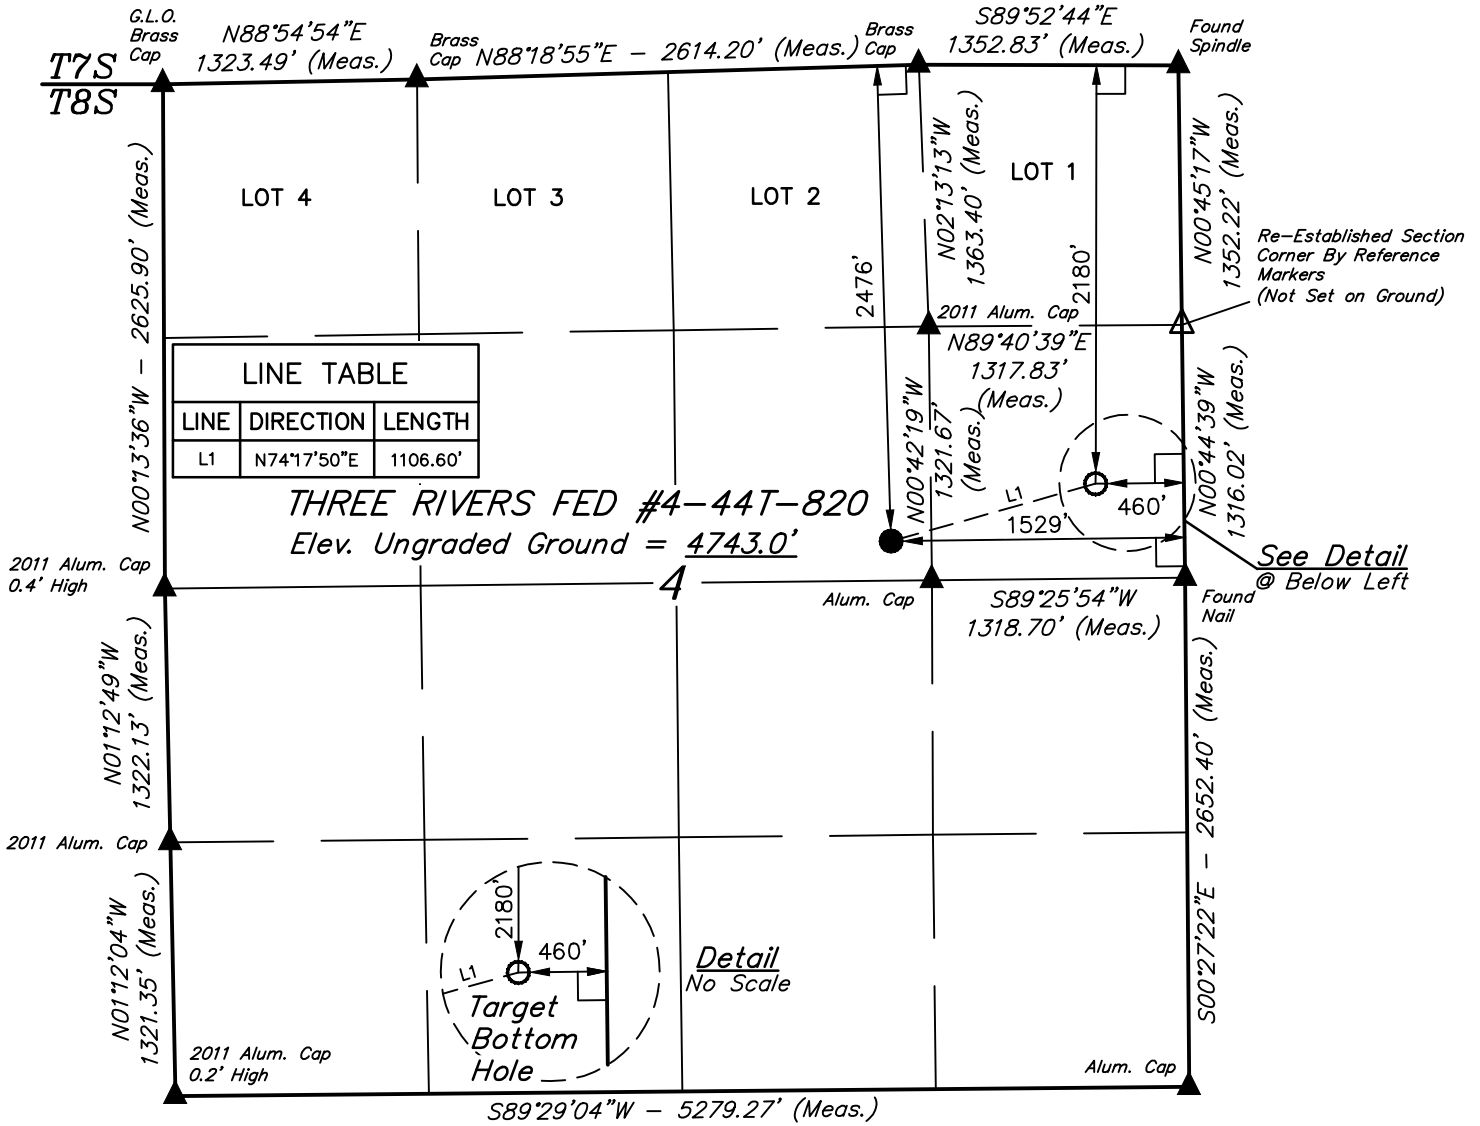 G.L.O.
Brass
Cap
T7S
T8S
N88°54'54"E
1323.49' (Meas.)
Brass
Cap
N88°18'55"E – 2614.20' (Meas.)
Brass
Cap
S89°52'44"E
1352.83' (Meas.)
Found
Spindle
LOT 4
LOT 3
LOT 2
LOT 1
N00°13'36"W – 2625.90' (Meas.)
2476'
N02°13'13"W
1363.40' (Meas.)
2180'
N00°45'17"W
1352.22' (Meas.)
Re–Established Section
Corner By Reference
Markers
(Not Set on Ground)
2011 Alum. Cap
N89°40'39"E
1317.83'
(Meas.)
LINE TABLE
LINE DIRECTION LENGTH
L1 N74°17'50"E 1106.60'
N00°42'19"W
1321.67'
(Meas.)
N00°44'39"W
1316.02' (Meas.)
THREE RIVERS FED #4–44T–820
Elev. Ungraded Ground = 4743.0'
L1
460'
1529'
See Detail
@ Below Left
2011 Alum. Cap
0.4' High
4
Alum. Cap
S89°25'54"W
1318.70' (Meas.)
Found
Nail
N01°12'49"W
1322.13' (Meas.)
S00°27'22"E – 2652.40' (Meas.)
2011 Alum. Cap
N01°12'04"W
1321.35' (Meas.)
2180'
460'
L1
Target
Bottom
Hole
Detail
No Scale
2011 Alum. Cap
0.2' High
Alum. Cap
S89°29'04"W – 5279.27' (Meas.)